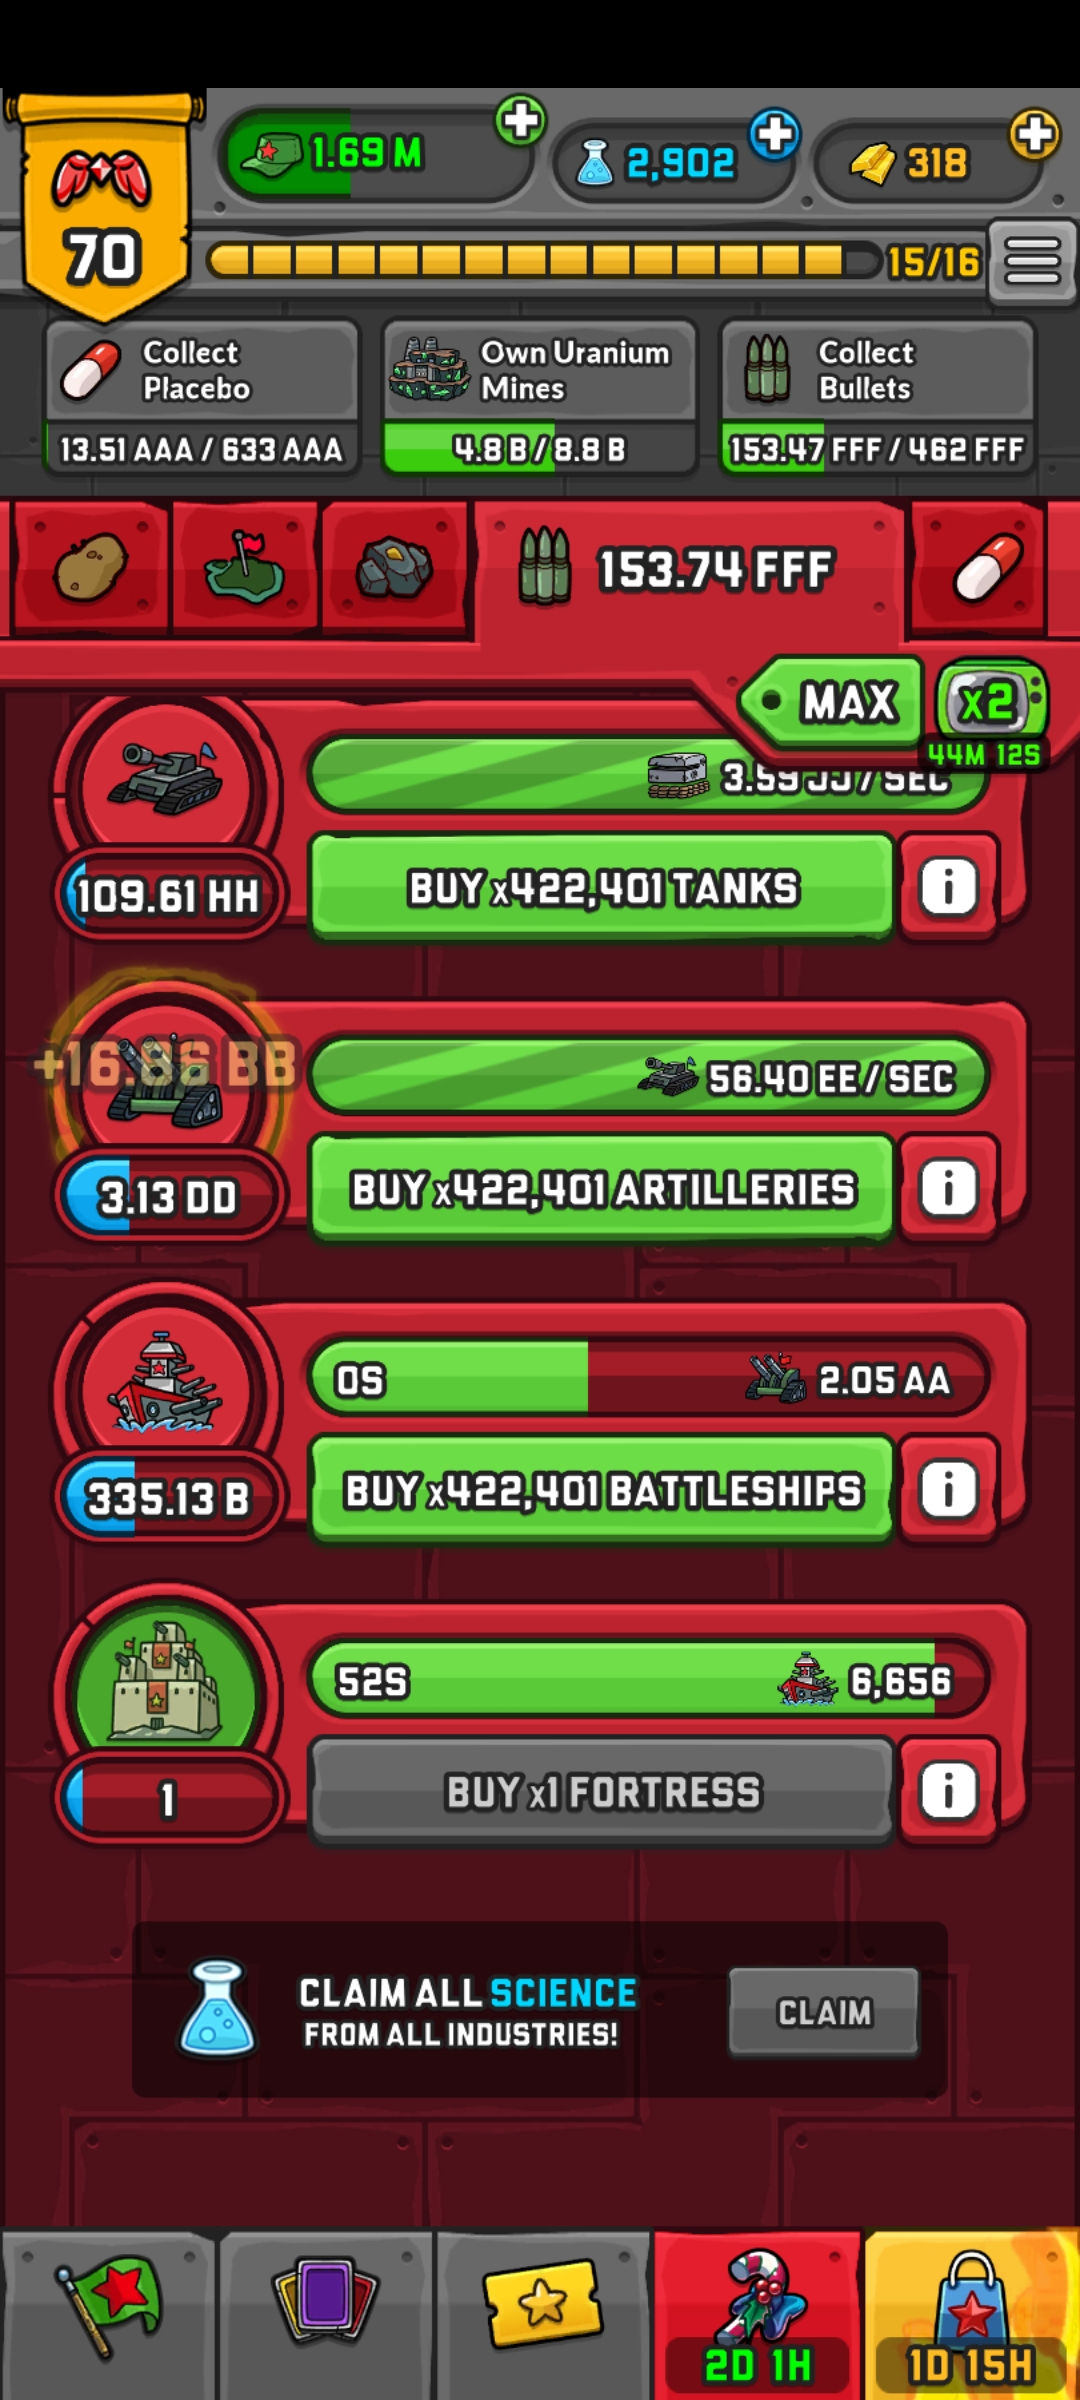 1.69 M
2,902
318
70
15/16
Collect
Placebo
13.51 AAA / 633 AAA
Own Uranium
Mines
4.8 B / 8.8 B
Collect
Bullets
153.47 FFF / 462 FFF
153.74 FFF
MAX
x2
44M 12S
3.59 JJ / SEC
109.61 HH
BUY x422,401 TANKS
i
+16.86 BB
56.40 EE / SEC
3.13 DD
BUY x422,401 ARTILLERIES
i
0S
2.05 AA
335.13 B
BUY x422,401 BATTLESHIPS
i
52S
6,656
1
BUY x1 FORTRESS
i
CLAIM ALL SCIENCE
FROM ALL INDUSTRIES!
CLAIM
2D 1H
1D 15H